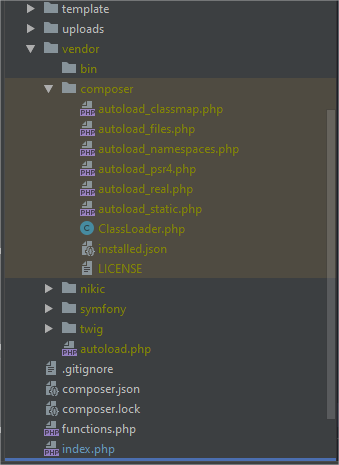 template
uploads
vendor
bin
composer
autoload_classmap.php
autoload_files.php
autoload_namespaces.php
autoload_psr4.php
autoload_real.php
autoload_static.php
ClassLoader.php
installed.json
LICENSE
nikic
symfony
twig
autoload.php
.gitignore
composer.json
composer.lock
functions.php
index.php